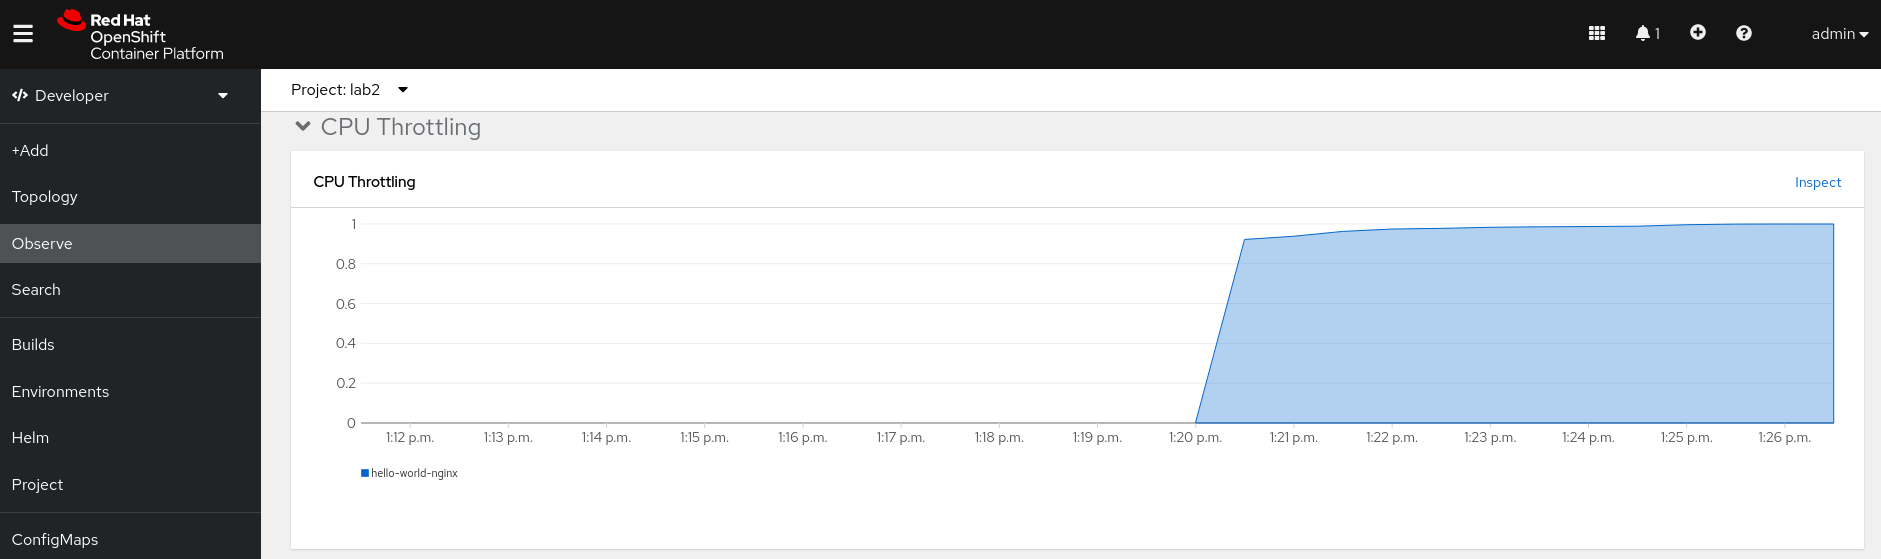 Red Hat
OpenShift
Container Platform
1
admin
Developer
+Add
Topology
Observe
Search
Builds
Environments
Helm
Project
ConfigMaps
Project: lab2
CPU Throttling
CPU Throttling
Inspect
1
0.8
0.6
0.4
0.2
0
1:12 p.m. 1:13 p.m. 1:14 p.m. 1:15 p.m. 1:16 p.m. 1:17 p.m. 1:18 p.m. 1:19 p.m. 1:20 p.m. 1:21 p.m. 1:22 p.m. 1:23 p.m. 1:24 p.m. 1:25 p.m. 1:26 p.m.
hello-world-nginx